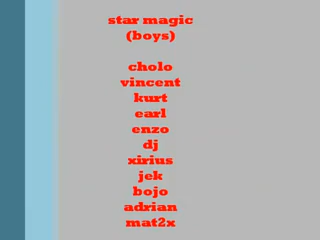 star magic
(boys)
cholo
vincent
kurt
earl
enzo
dj
xirius
jek
bojo
adrian
mat2x